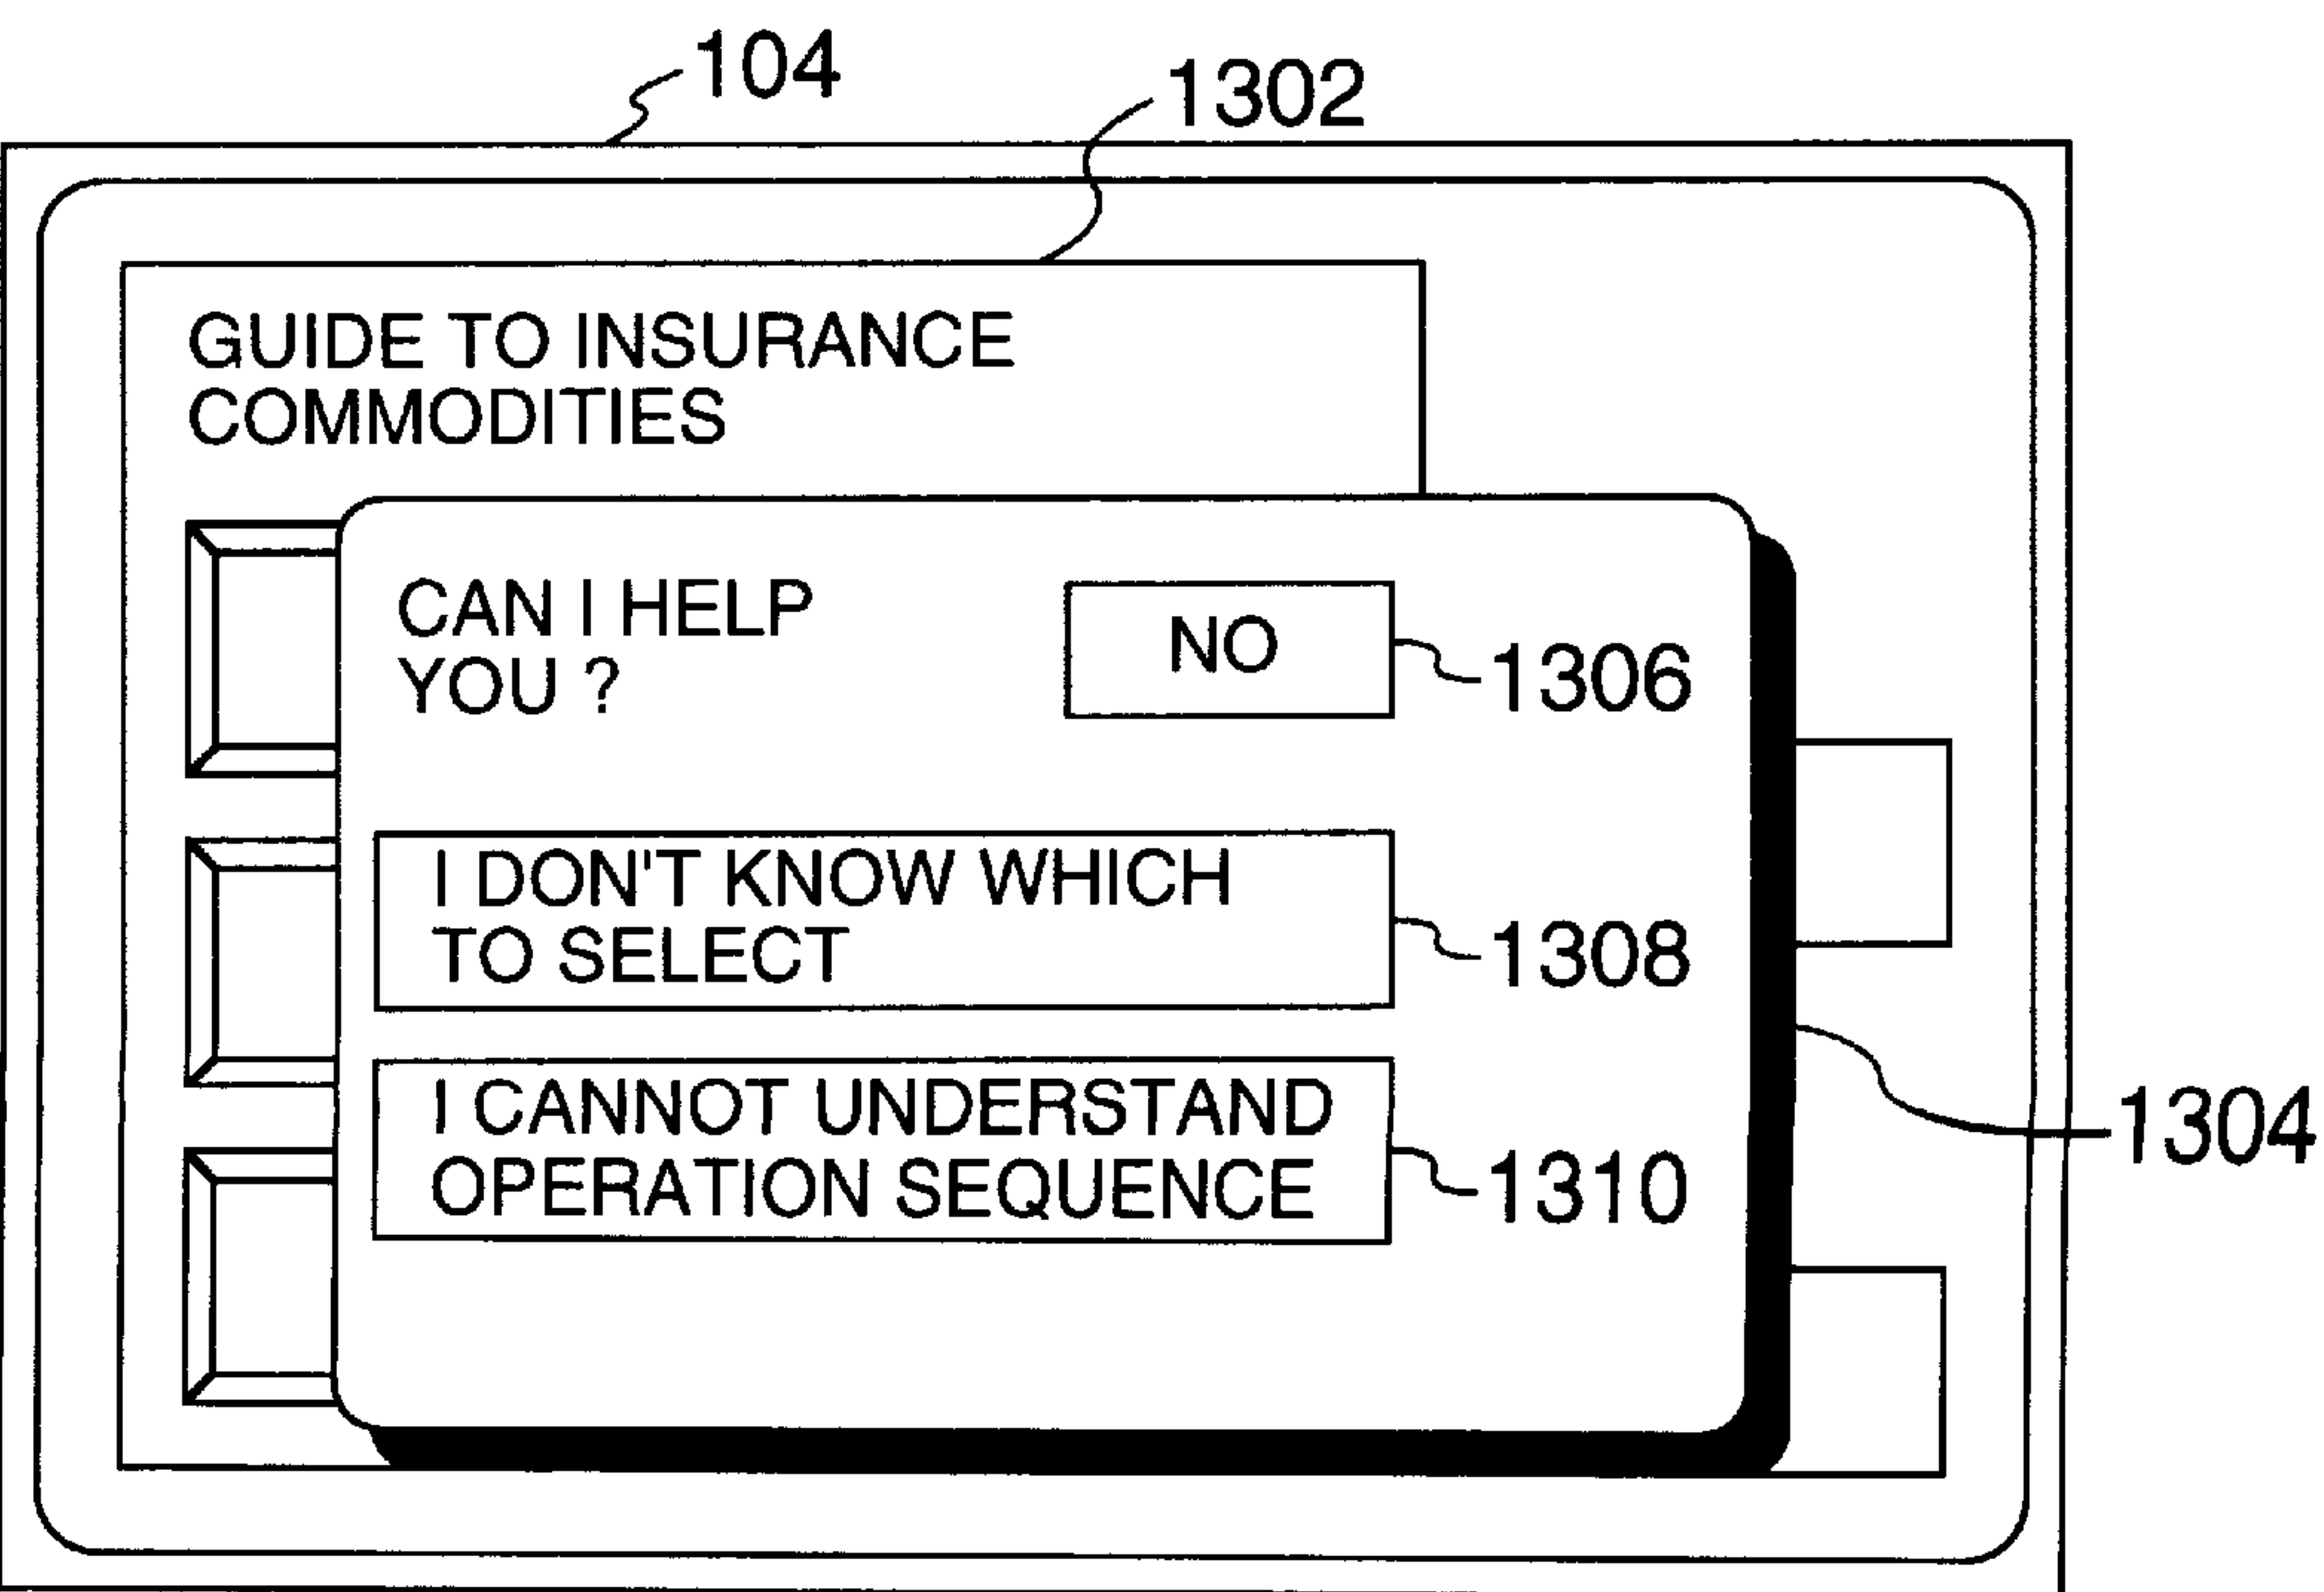 104
1302
GUIDE TO INSURANCE
COMMODITIES
CAN I HELP
YOU ?
NO
1306
I DON'T KNOW WHICH
TO SELECT
1308
I CANNOT UNDERSTAND
OPERATION SEQUENCE
1310
1304